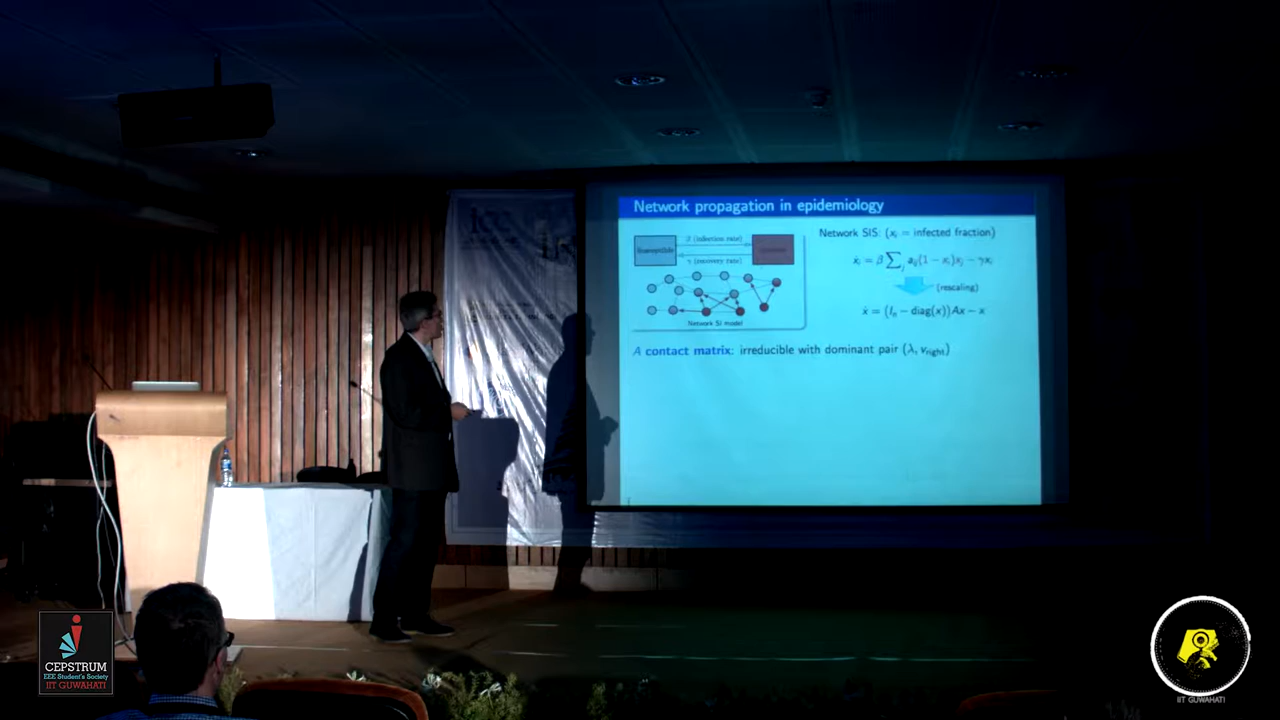 Network propagation in epidemiology
β (infection rate)
γ (recovery rate)
Network SI model
Network SIS: (xᵢ = infected fraction)
ẋᵢ = β∑ⱼ aᵢⱼ(1 − xᵢ)xⱼ − γxᵢ
(rescaling)
ẋ = (Iₙ − diag(x))Ax − x
A contact matrix: irreducible with dominant pair (λ, vright)
CEPSTRUM
EEE Student's Society
IIT GUWAHATI
IIT GUWAHATI